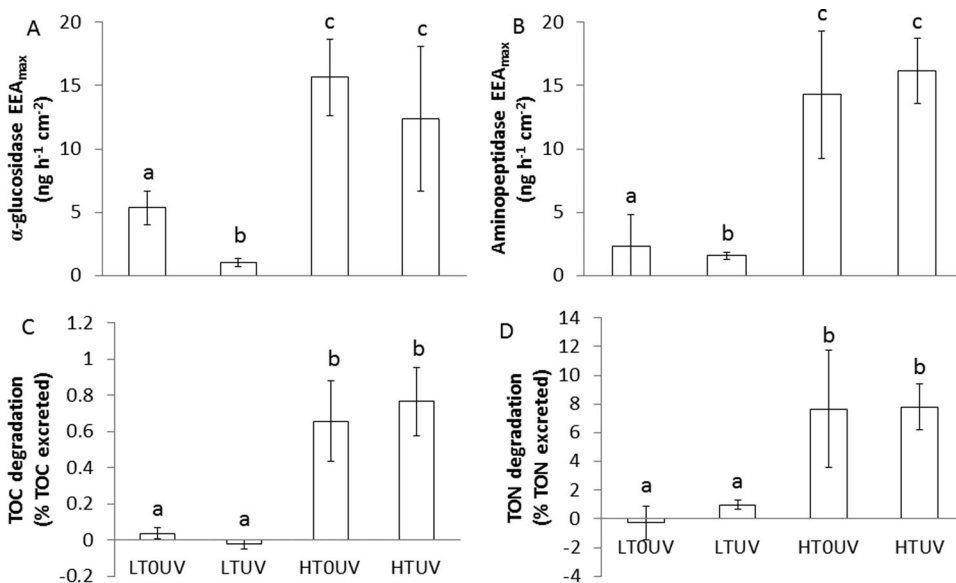 A
α-glucosidase EEAmax
(ng h-1 cm-2)
20
15
10
5
0
a
b
c
c
B
Aminopeptidase EEAmax
(ng h-1 cm-2)
20
15
10
5
0
a
b
c
c
C
TOC degradation
(% TOC excreted)
1.2
1
0.8
0.6
0.4
0.2
0
-0.2
a
a
b
b
LT0UV LTUV HT0UV HTUV
D
TON degradation
(% TON excreted)
14
12
10
8
6
4
2
0
-2
-4
a
a
b
b
LT0UV LTUV HT0UV HTUV